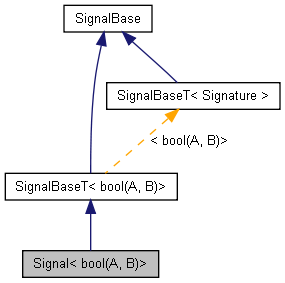 SignalBase
SignalBaseT< Signature >
< bool(A, B)>
SignalBaseT< bool(A, B)>
Signal< bool(A, B)>